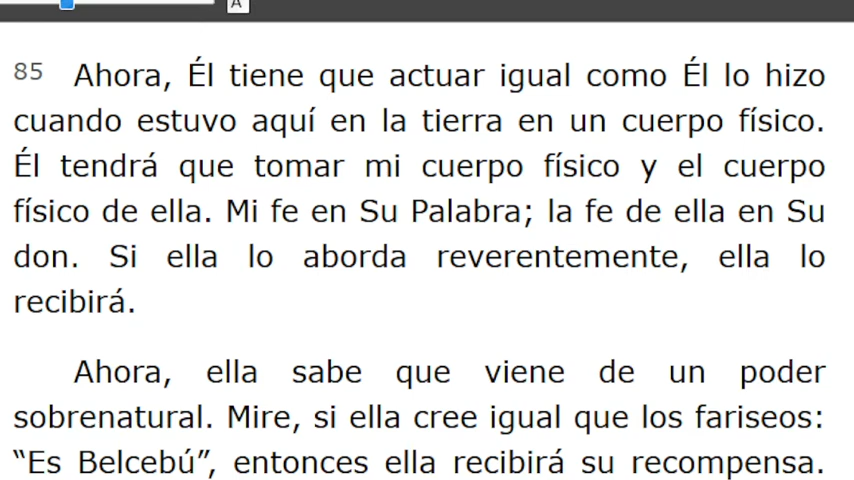 A
85 Ahora, Él tiene que actuar igual como Él lo hizo
cuando estuvo aquí en la tierra en un cuerpo físico.
Él tendrá que tomar mi cuerpo físico y el cuerpo
físico de ella. Mi fe en Su Palabra; la fe de ella en Su
don. Si ella lo aborda reverentemente, ella lo
recibirá.
Ahora, ella sabe que viene de un poder
sobrenatural. Mire, si ella cree igual que los fariseos:
“Es Belcebú”, entonces ella recibirá su recompensa.